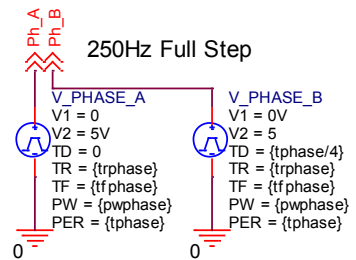 Ph_A
Ph_B
250Hz Full Step
V_PHASE_A
V1 = 0
V2 = 5V
TD = 0
TR = {trphase}
TF = {tfphase}
PW = {pwphase}
PER = {tphase}
0
V_PHASE_B
V1 = 0V
V2 = 5
TD = {tphase/4}
TR = {trphase}
TF = {tfphase}
PW = {pwphase}
PER = {tphase}
0